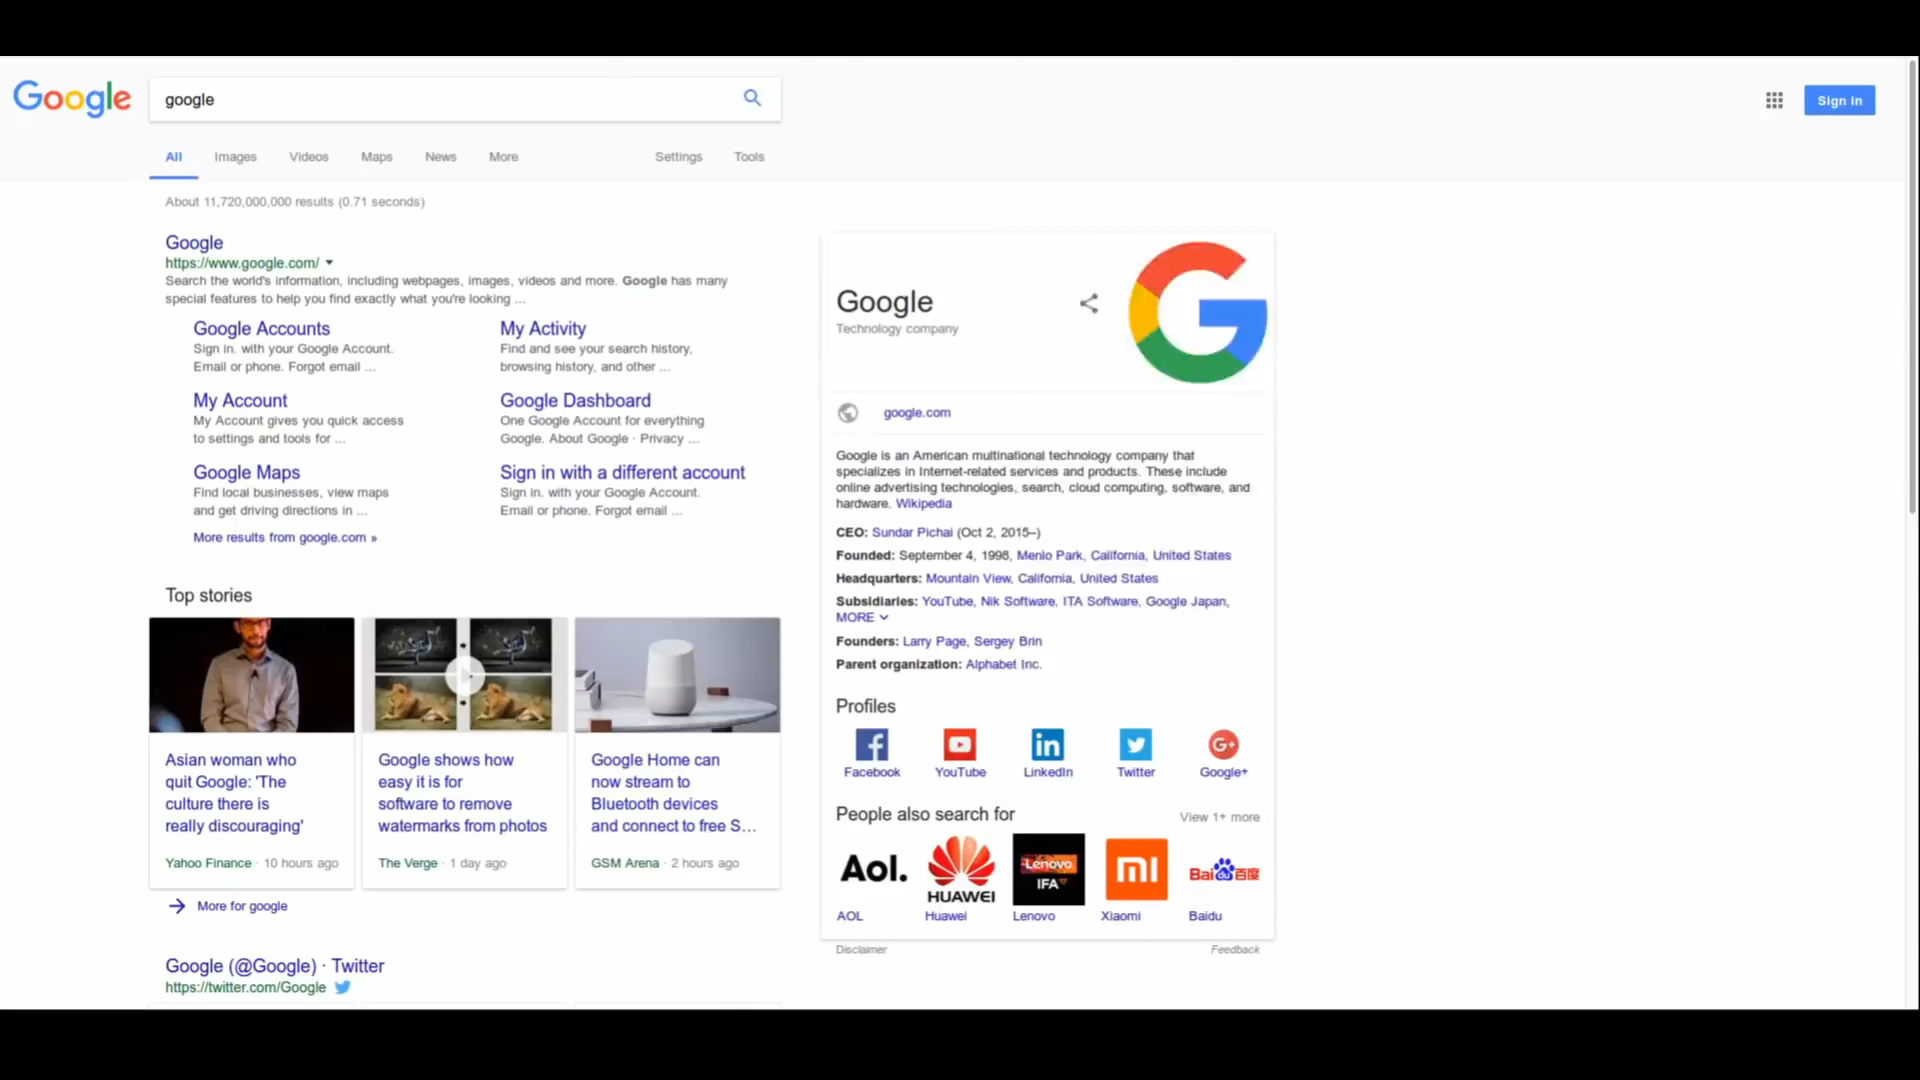 Google
google
Sign in
All
Images
Videos
Maps
News
More
Settings
Tools
About 11,720,000,000 results (0.71 seconds)
Google
https://www.google.com/
Search the world's information, including webpages, images, videos and more. Google has many
special features to help you find exactly what you're looking ...
Google Accounts
Sign in. with your Google Account.
Email or phone. Forgot email ...
My Activity
Find and see your search history,
browsing history, and other ...
My Account
My Account gives you quick access
to settings and tools for ...
Google Dashboard
One Google Account for everything
Google. About Google · Privacy ...
Google Maps
Find local businesses, view maps
and get driving directions in ...
Sign in with a different account
Sign in. with your Google Account.
Email or phone. Forgot email ...
More results from google.com »
Top stories
Asian woman who
quit Google: 'The
culture there is
really discouraging'
Yahoo Finance · 10 hours ago
Google shows how
easy it is for
software to remove
watermarks from photos
The Verge · 1 day ago
Google Home can
now stream to
Bluetooth devices
and connect to free S...
GSM Arena · 2 hours ago
More for google
Google (@Google) · Twitter
https://twitter.com/Google
Google
Technology company
google.com
Google is an American multinational technology company that
specializes in Internet-related services and products. These include
online advertising technologies, search, cloud computing, software, and
hardware. Wikipedia
CEO: Sundar Pichai (Oct 2, 2015–)
Founded: September 4, 1998, Menlo Park, California, United States
Headquarters: Mountain View, California, United States
Subsidiaries: YouTube, Nik Software, ITA Software, Google Japan,
MORE
Founders: Larry Page, Sergey Brin
Parent organization: Alphabet Inc.
Profiles
Facebook
YouTube
LinkedIn
Twitter
Google+
People also search for
View 1+ more
Aol.
HUAWEI
Lenovo
IFA
Baidu百度
AOL
Huawei
Lenovo
Xiaomi
Baidu
Disclaimer
Feedback